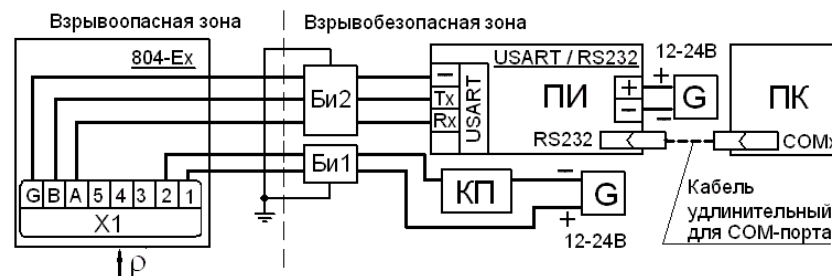 Взрывоопасная зона
Взрывобезопасная зона
804-Ex
USART / RS232
12-24В
Би2
–
Tx
Rx
USART
ПИ
+
–
+
–
G
ПК
RS232
COMx
Би1
КП
–
+
G
12-24В
Кабель
удлинительный
для COM-порта
G B A 5 4 3 2 1
X1
ρ